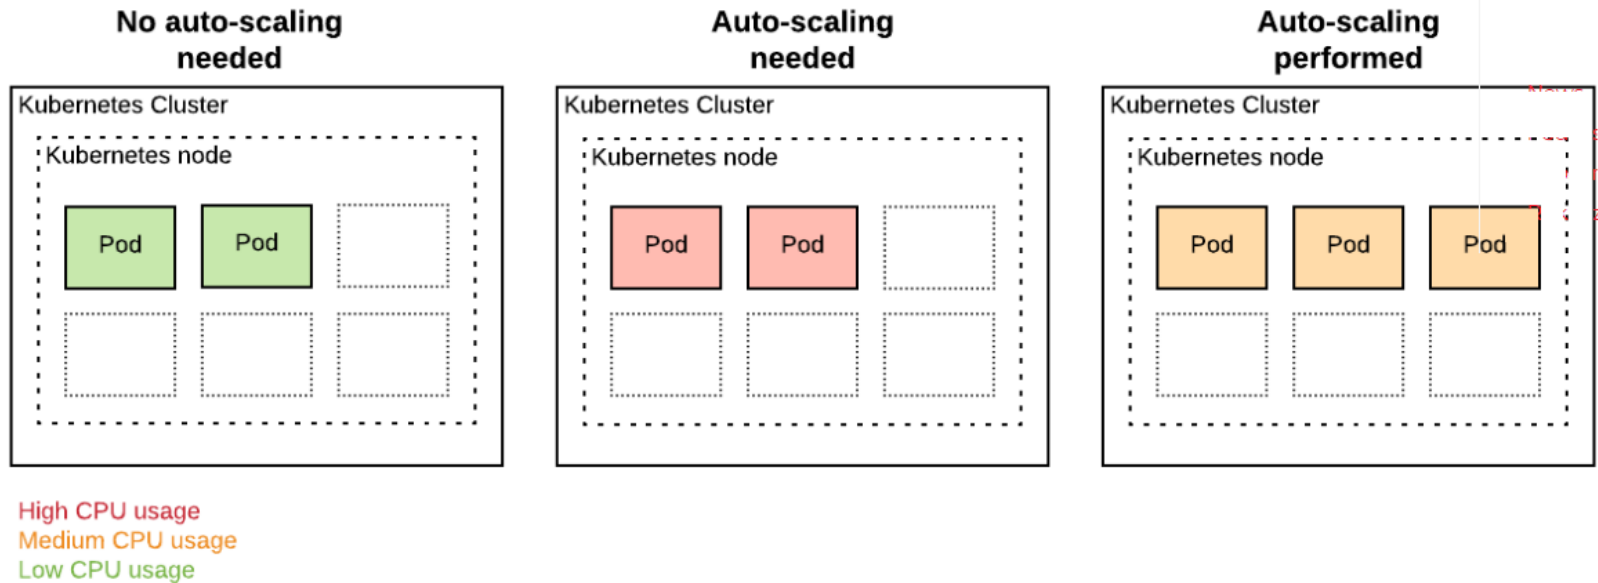 No auto-scaling
needed
Auto-scaling
needed
Auto-scaling
performed
Kubernetes Cluster
Kubernetes node
Pod
Pod
Kubernetes Cluster
Kubernetes node
Pod
Pod
Kubernetes Cluster
Kubernetes node
Pod
Pod
Pod
High CPU usage
Medium CPU usage
Low CPU usage